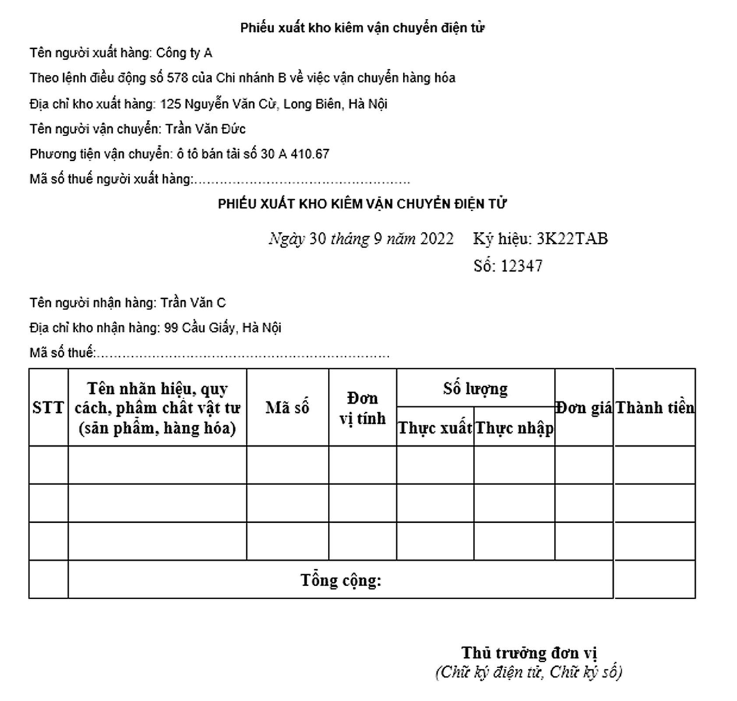 Phiếu xuất kho kiêm vận chuyển điện tử
Tên người xuất hàng: Công ty A
Theo lệnh điều động số 578 của Chi nhánh B về việc vận chuyển hàng hóa
Địa chỉ kho xuất hàng: 125 Nguyễn Văn Cừ, Long Biên, Hà Nội
Tên người vận chuyển: Trần Văn Đức
Phương tiện vận chuyển: ô tô bán tải số 30 A 410.67
Mã số thuế người xuất hàng:……………………………………………
PHIẾU XUẤT KHO KIÊM VẬN CHUYỂN ĐIỆN TỬ
Ngày 30 tháng 9 năm 2022 Ký hiệu: 3K22TAB
Số: 12347
Tên người nhận hàng: Trần Văn C
Địa chỉ kho nhận hàng: 99 Cầu Giấy, Hà Nội
Mã số thuế:……………………………………………………………
STT Tên nhãn hiệu, quy cách, phẩm chất vật tư (sản phẩm, hàng hóa) Mã số Đơn vị tính Số lượng Đơn giá Thành tiền
Thực xuất Thực nhập
Tổng cộng:
Thủ trưởng đơn vị
(Chữ ký điện tử, Chữ ký số)